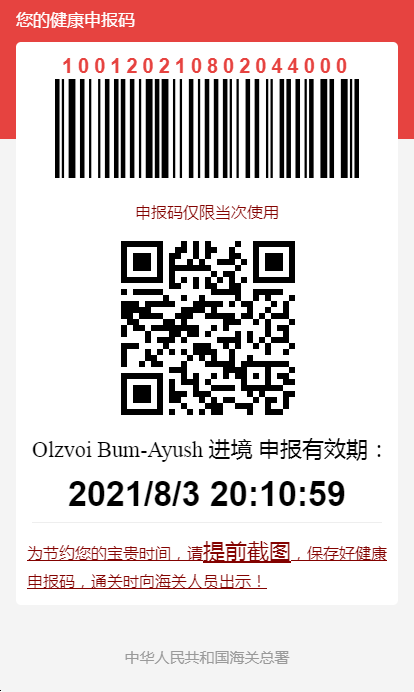 您的健康申报码
100120210802044000
申报码仅限当次使用
Olzvoi Bum-Ayush 进境 申报有效期：
2021/8/3 20:10:59
为节约您的宝贵时间，请提前截图，保存好健康
申报码，通关时向海关人员出示！
中华人民共和国海关总署